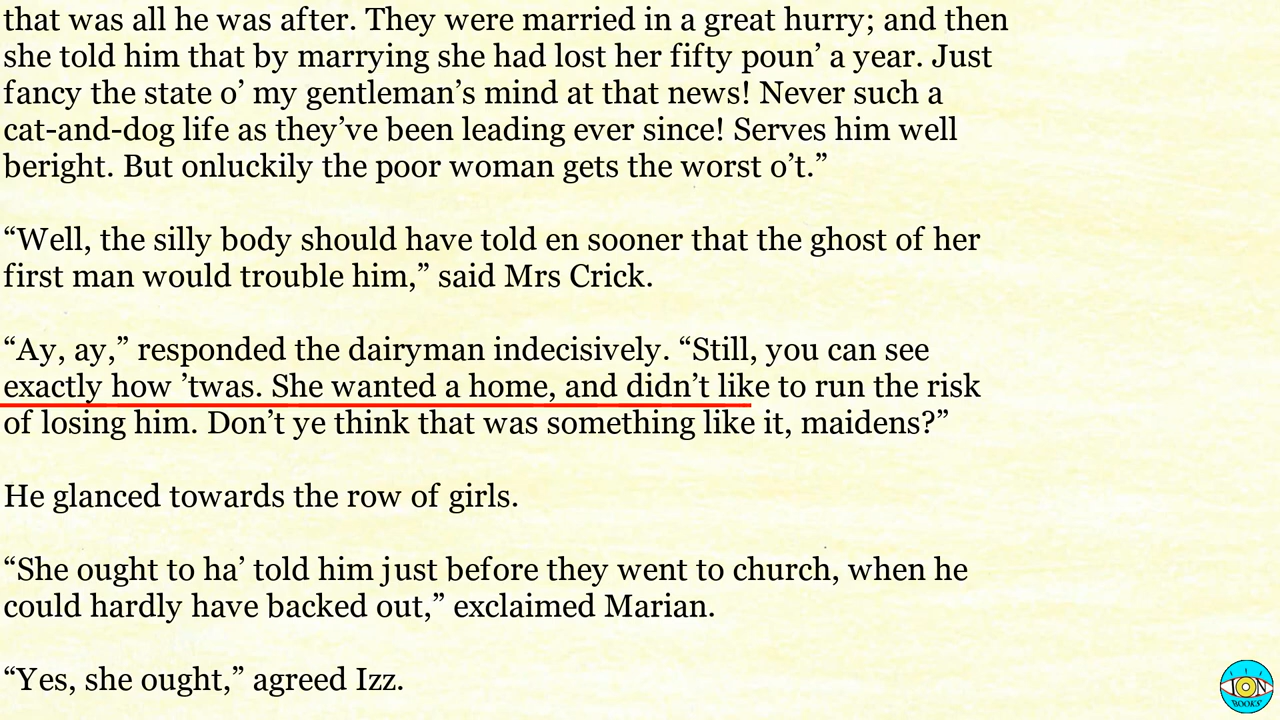 that was all he was after. They were married in a great hurry; and then
she told him that by marrying she had lost her fifty poun’ a year. Just
fancy the state o’ my gentleman’s mind at that news! Never such a
cat-and-dog life as they’ve been leading ever since! Serves him well
beright. But onluckily the poor woman gets the worst o’t.”
“Well, the silly body should have told en sooner that the ghost of her
first man would trouble him,” said Mrs Crick.
“Ay, ay,” responded the dairyman indecisively. “Still, you can see
exactly how ’twas. She wanted a home, and didn’t like to run the risk
of losing him. Don’t ye think that was something like it, maidens?”
He glanced towards the row of girls.
“She ought to ha’ told him just before they went to church, when he
could hardly have backed out,” exclaimed Marian.
“Yes, she ought,” agreed Izz.
ION
BOOKS